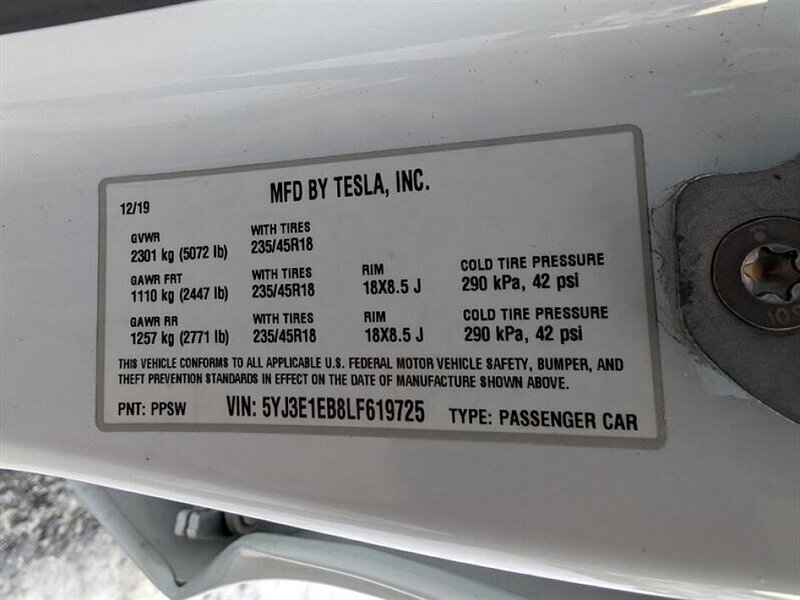 MFD BY TESLA, INC.
12/19
GVWR WITH TIRES
2301 kg (5072 lb) 235/45R18
GAWR FRT WITH TIRES RIM COLD TIRE PRESSURE
1110 kg (2447 lb) 235/45R18 18X8.5 J 290 kPa, 42 psi
GAWR RR WITH TIRES RIM COLD TIRE PRESSURE
1257 kg (2771 lb) 235/45R18 18X8.5 J 290 kPa, 42 psi
THIS VEHICLE CONFORMS TO ALL APPLICABLE U.S. FEDERAL MOTOR VEHICLE SAFETY, BUMPER, AND
THEFT PREVENTION STANDARDS IN EFFECT ON THE DATE OF MANUFACTURE SHOWN ABOVE.
PNT: PPSW VIN: 5YJ3E1EB8LF619725 TYPE: PASSENGER CAR